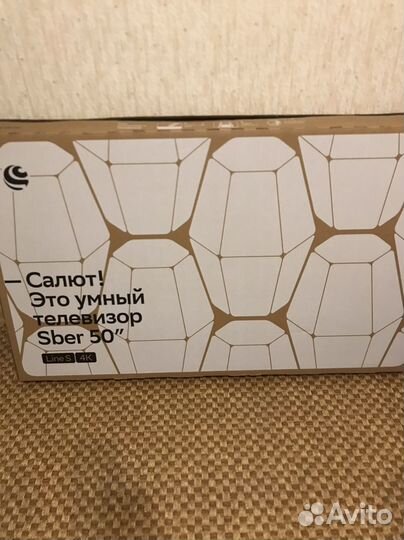 — Салют!
Это умный
телевизор
Sber 50″
Line S 4K
Avito